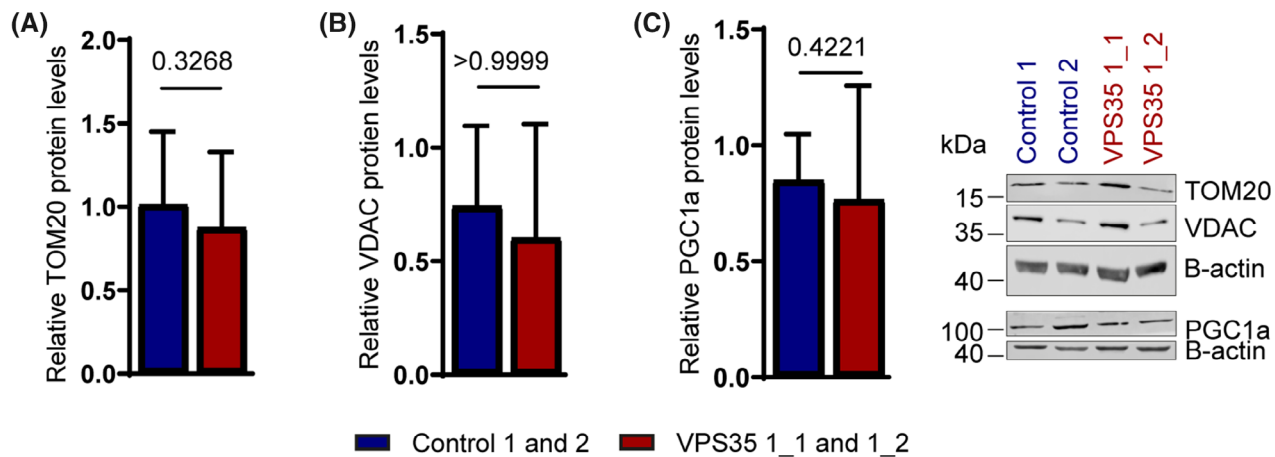 (A)
Relative TOM20 protein levels
2.0
1.5
1.0
0.5
0.0
0.3268
(B)
Relative VDAC protien levels
1.5
1.0
0.5
0.0
>0.9999
(C)
Relative PGC1a protein levels
1.5
1.0
0.5
0.0
0.4221
kDa
Control 1
Control 2
VPS35 1_1
VPS35 1_2
15
TOM20
35
VDAC
40
B-actin
100
PGC1a
40
B-actin
Control 1 and 2
VPS35 1_1 and 1_2